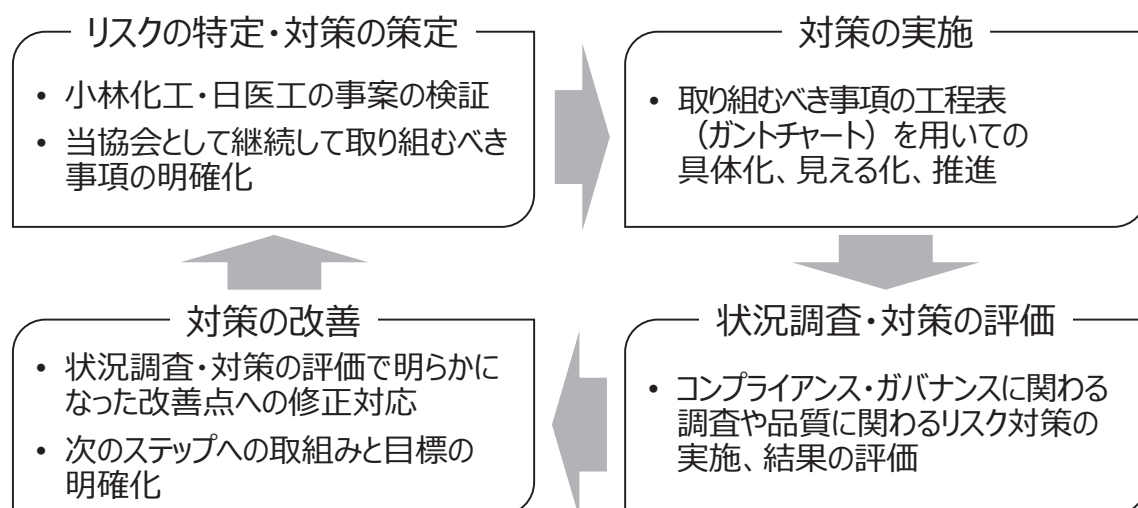 リスクの特定・対策の策定
• 小林化工・日医工の事案の検証
• 当協会として継続して取り組むべき
事項の明確化
対策の実施
• 取り組むべき事項の工程表
（ガントチャート）を用いての
具体化、見える化、推進
対策の改善
• 状況調査・対策の評価で明らかに
なった改善点への修正対応
• 次のステップへの取組みと目標の
明確化
状況調査・対策の評価
• コンプライアンス・ガバナンスに関わる
調査や品質に関わるリスク対策の
実施、結果の評価